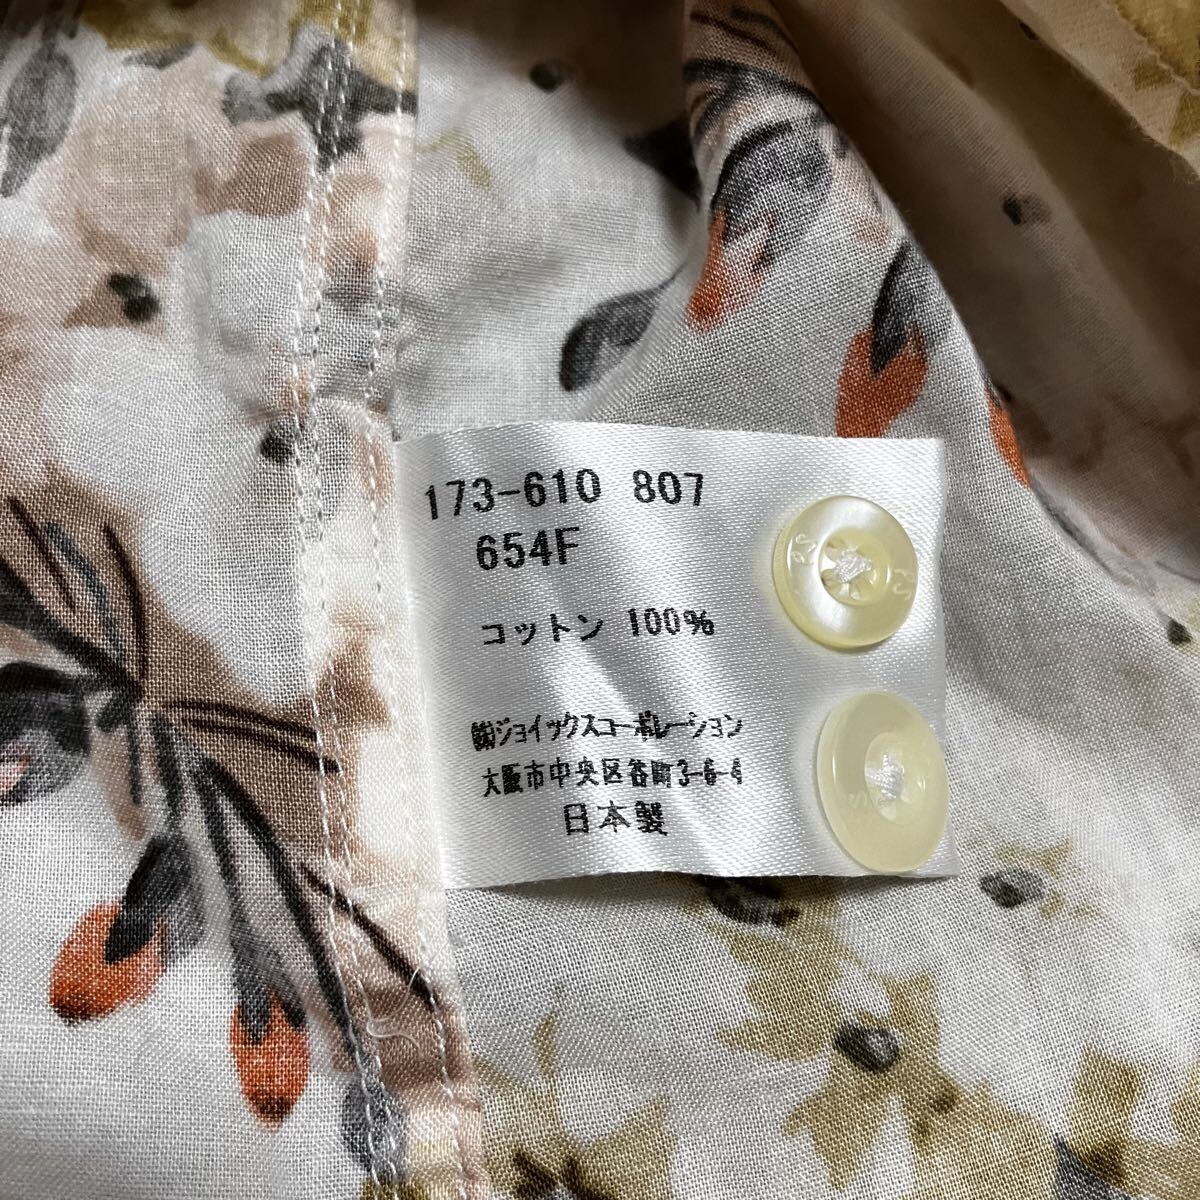 173-610 807
654F
コットン 100%
㈱ジョイックスコーポレーション
大阪市中央区谷町3-6-4
日本製